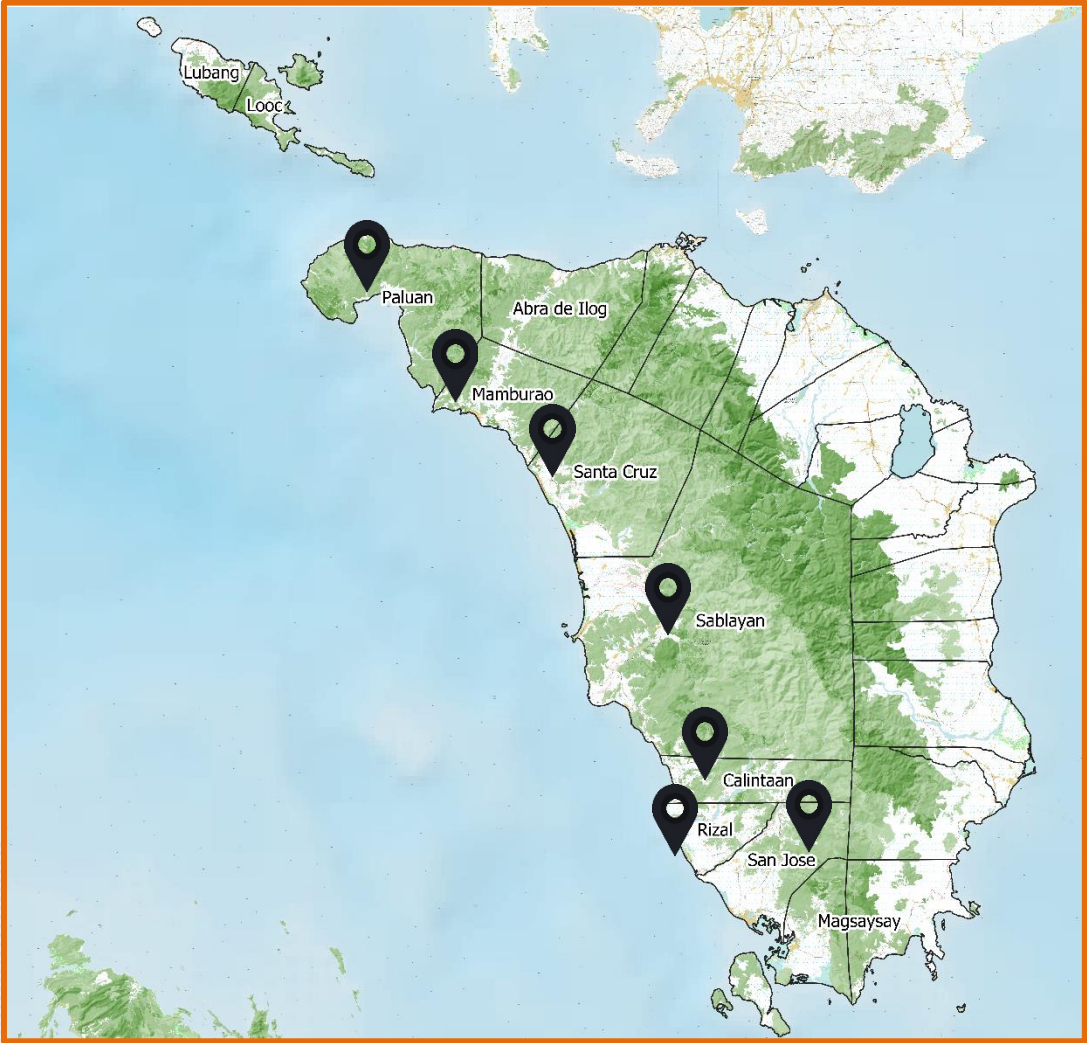 Lubang
Looc
Paluan
Abra de Ilog
Mamburao
Santa Cruz
Sablayan
Calintaan
Rizal
San Jose
Magsaysay